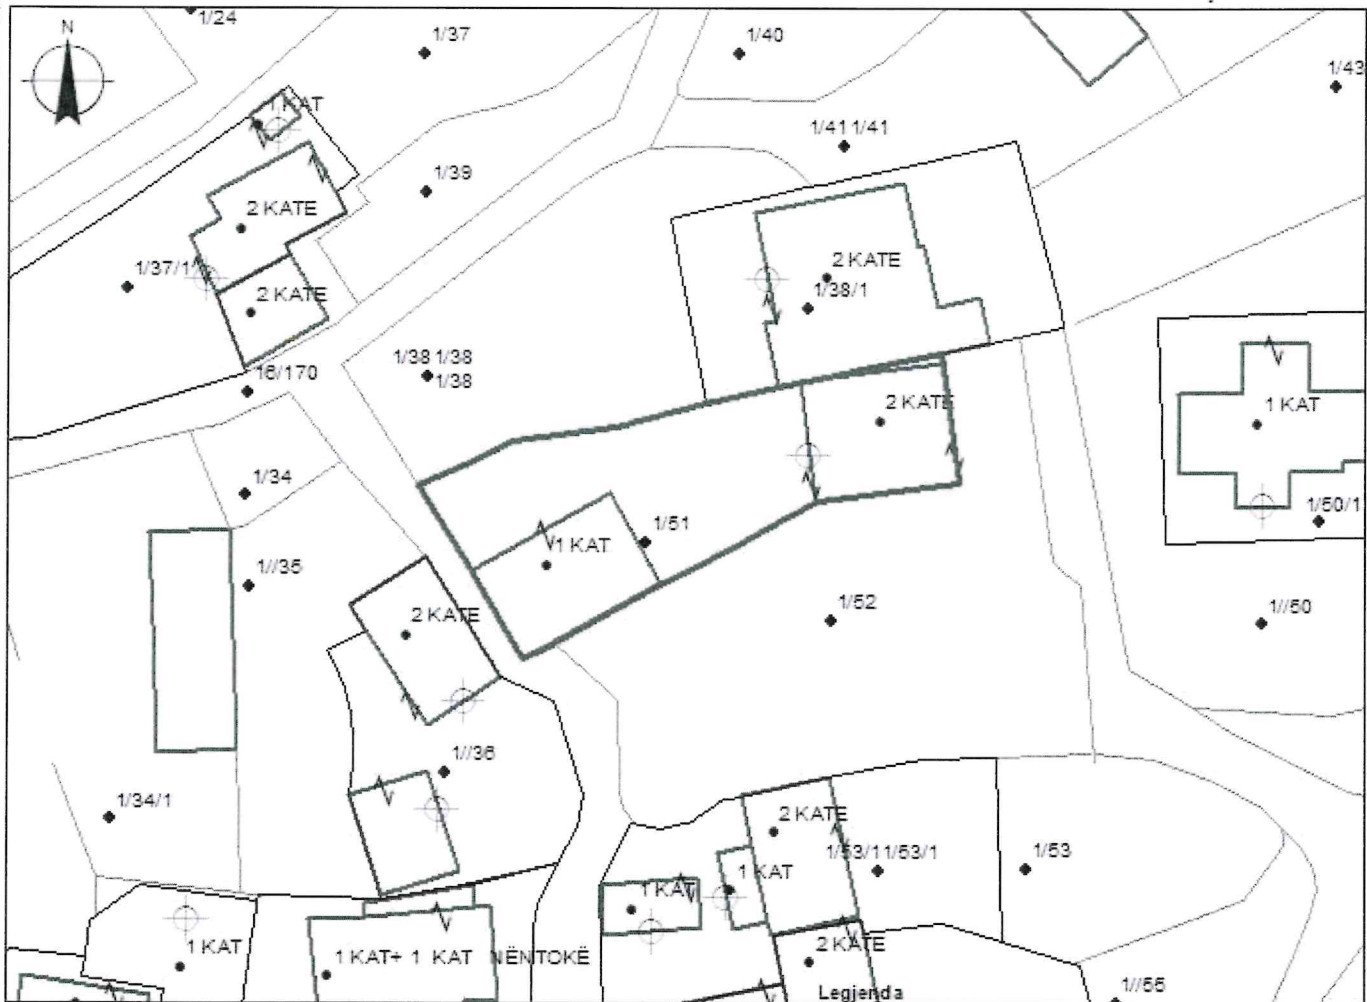 1/24
1/37
1/40
N
1/43
1 KAT
1/41 1/41
1/39
2 KATE
1/37/1
2 KATE
2 KATE
1/38/1
1/38 1/38
1/38
16/170
2 KATE
1 KAT
1/34
1/50/1
1/51
1 KAT
1//35
1/52
1//50
2 KATE
1//36
1/34/1
2 KATE
1/53/11/53/1
1/53
1 KAT
1 KAT
1 KAT
1 KAT+ 1 KAT NËNTOKË
2 KATE
1//55
Legjenda